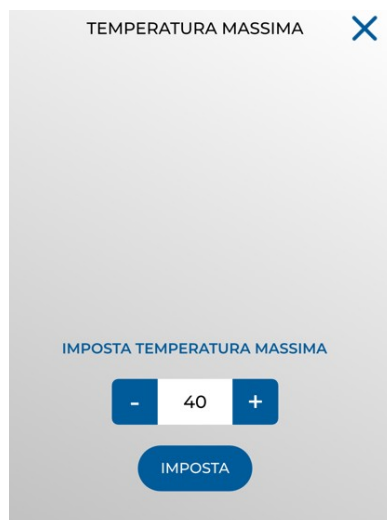 TEMPERATURA MASSIMA
IMPOSTA TEMPERATURA MASSIMA
- 40 +
IMPOSTA